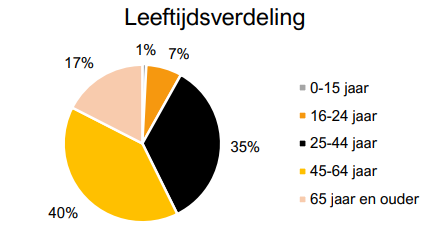 Leeftijdsverdeling
1%
7%
17%
35%
40%
0-15 jaar
16-24 jaar
25-44 jaar
45-64 jaar
65 jaar en ouder